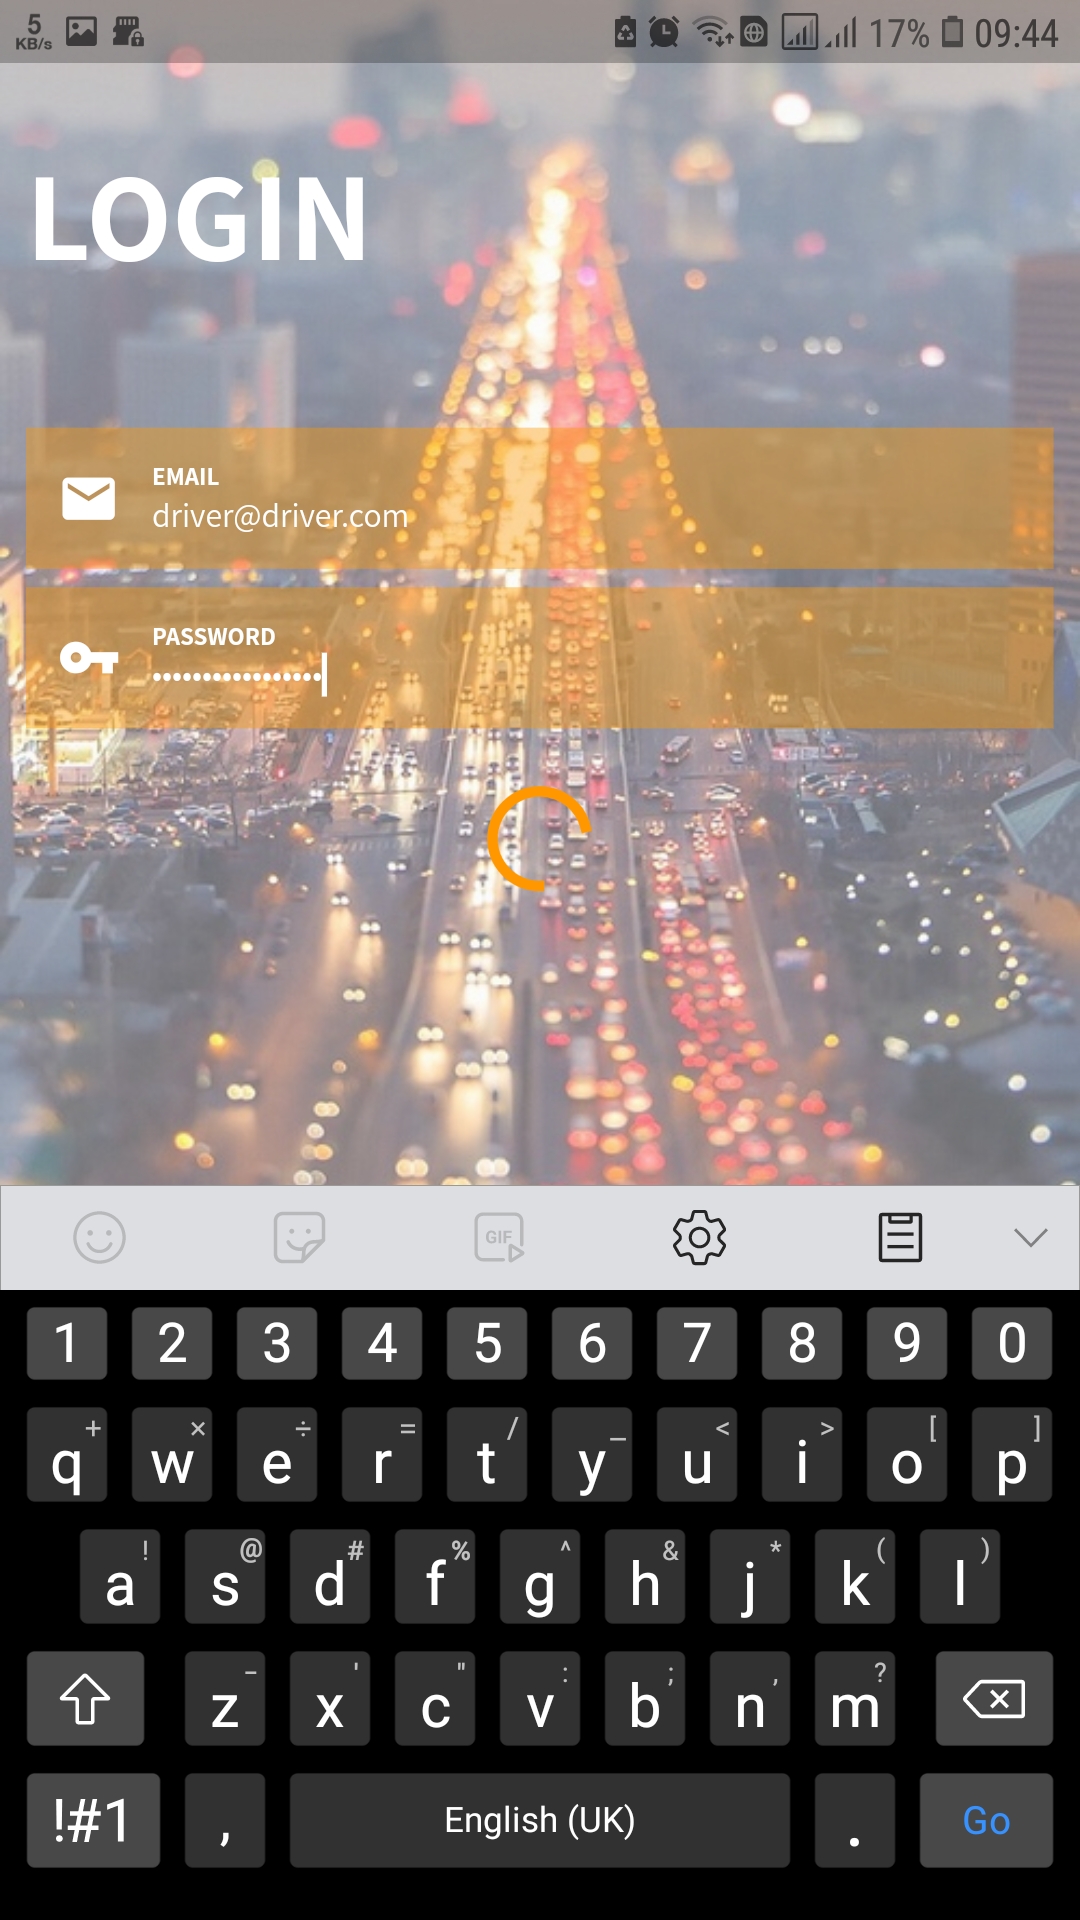 5
KB/s
17% 09:44
LOGIN
EMAIL
driver@driver.com
PASSWORD
•••••••••••••••••
GIF
1 2 3 4 5 6 7 8 9 0
+ × ÷ = / _ < > [ ]
q w e r t y u i o p
! @ # % ^ & * ( )
a s d f g h j k l
- ' " : ; , ?
z x c v b n m
!#1 , English (UK) . Go